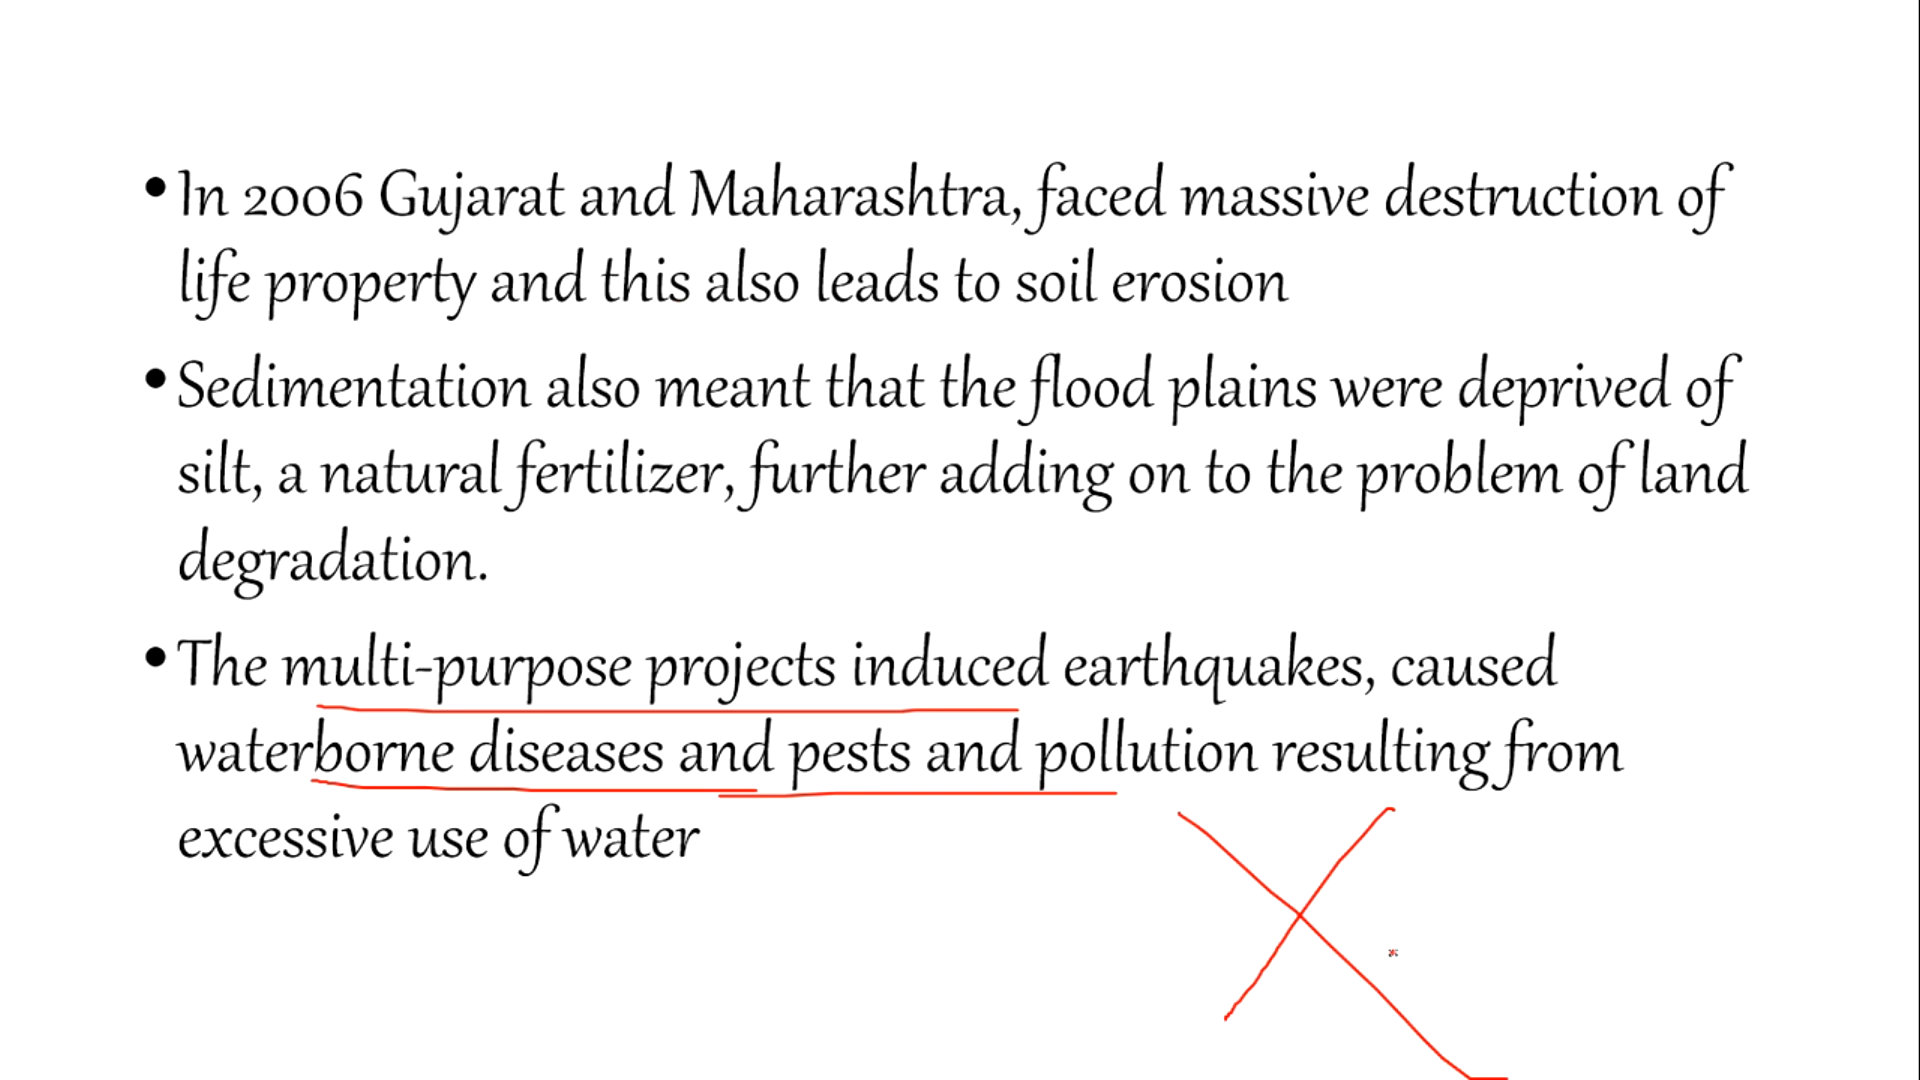 • In 2006 Gujarat and Maharashtra, faced massive destruction of
life property and this also leads to soil erosion
• Sedimentation also meant that the flood plains were deprived of
silt, a natural fertilizer, further adding on to the problem of land
degradation.
• The multi-purpose projects induced earthquakes, caused
waterborne diseases and pests and pollution resulting from
excessive use of water